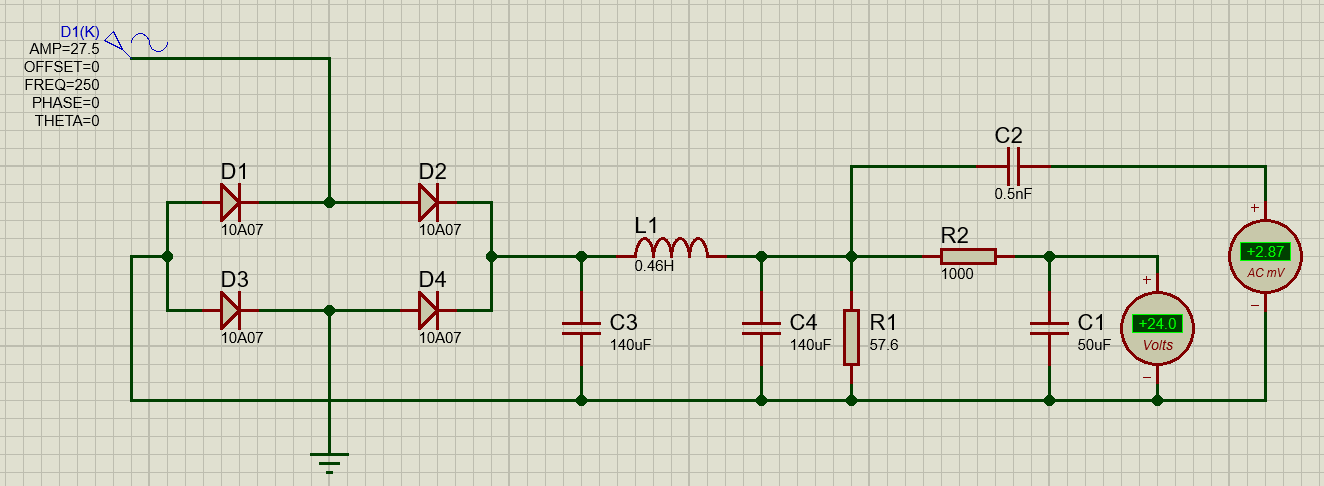 D1(K)
AMP=27.5
OFFSET=0
FREQ=250
PHASE=0
THETA=0
C2
0.5nF
D1
10A07
D2
10A07
L1
0.46H
R2
1000
+
+2.87
AC mV
−
D3
10A07
D4
10A07
C3
140uF
C4
140uF
R1
57.6
C1
50uF
+
+24.0
Volts
−